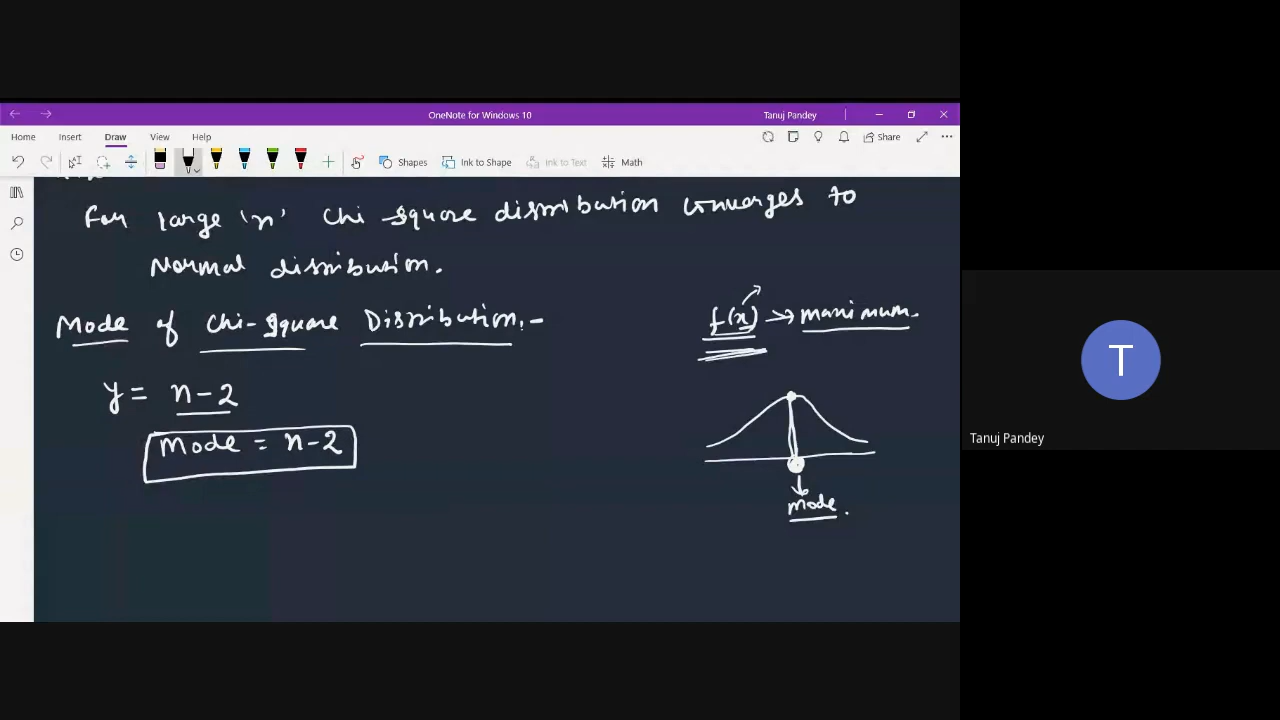 OneNote for Windows 10
Tanuj Pandey
Home Insert Draw View Help
Share
Shapes Ink to Shape Ink to Text Math
For large 'n' Chi square distribution converges to
Normal distribution.
Mode of Chi-Square Distribution:-
f(x) → maximum.
y = n-2
Mode = n-2
mode.
T
Tanuj Pandey